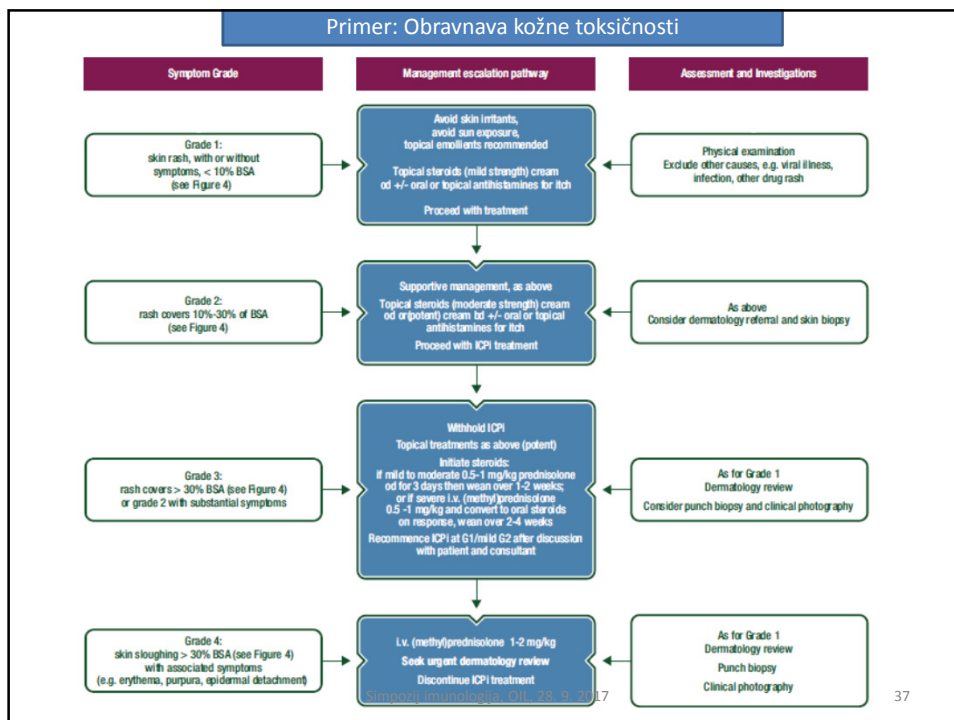 Primer: Obravnava kožne toksičnosti
Symptom Grade
Management escalation pathway
Assessment and Investigations
Grade 1:
skin rash, with or without
symptoms, < 10% BSA
(see Figure 4)
Avoid skin irritants,
avoid sun exposure,
topical emollients recommended
Topical steroids (mild strength) cream
od +/- oral or topical antihistamines for itch
Proceed with treatment
Physical examination
Exclude other causes, e.g. viral illness,
infection, other drug rash
Grade 2:
rash covers 10%-30% of BSA
(see Figure 4)
Supportive management, as above
Topical steroids (moderate strength) cream
od or(potent) cream bd +/- oral or topical
antihistamines for itch
Proceed with ICPi treatment
As above
Consider dermatology referral and skin biopsy
Grade 3:
rash covers > 30% BSA (see Figure 4)
or grade 2 with substantial symptoms
Withhold ICPi
Topical treatments as above (potent)
Initiate steroids:
if mild to moderate 0.5-1 mg/kg prednisolone
od for 3 days then wean over 1-2 weeks;
or if severe i.v. (methyl)prednisolone
0.5 -1 mg/kg and convert to oral steroids
on response, wean over 2-4 weeks
Recommence ICPi at G1/mild G2 after discussion
with patient and consultant
As for Grade 1
Dermatology review
Consider punch biopsy and clinical photography
Grade 4:
skin sloughing > 30% BSA (see Figure 4)
with associated symptoms
(e.g. erythema, purpura, epidermal detachment)
i.v. (methyl)prednisolone 1-2 mg/kg
Seek urgent dermatology review
Discontinue ICPi treatment
As for Grade 1
Dermatology review
Punch biopsy
Clinical photography
Simpozij imunologija, OIL, 28. 9. 2017
37